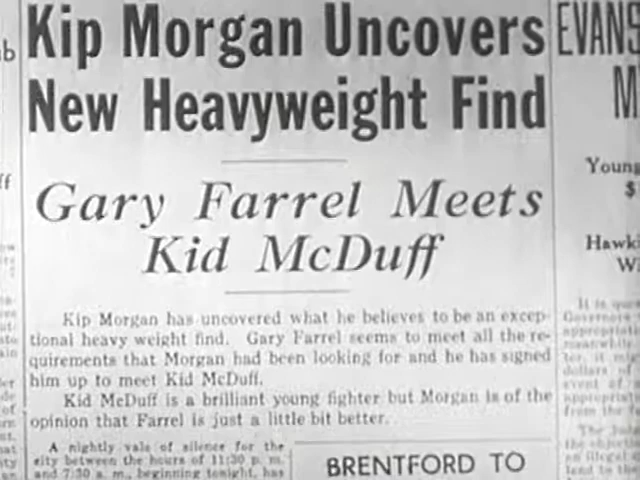 Kip Morgan Uncovers
New Heavyweight Find
Gary Farrel Meets
Kid McDuff
Kip Morgan has uncovered what he believes to be an excep-
tional heavy weight find. Gary Farrel seems to meet all the re-
quirements that Morgan had been looking for and he has signed
him up to meet Kid McDuff.
Kid McDuff is a brilliant young fighter but Morgan is of the
opinion that Farrel is just a little bit better.
A nightly vale of silence for the
city between the hours of 11:30 p. m.
and 7:30 a. m., beginning tonight, has
BRENTFORD TO
EVANS
M
Young
$
Hawki
Wi